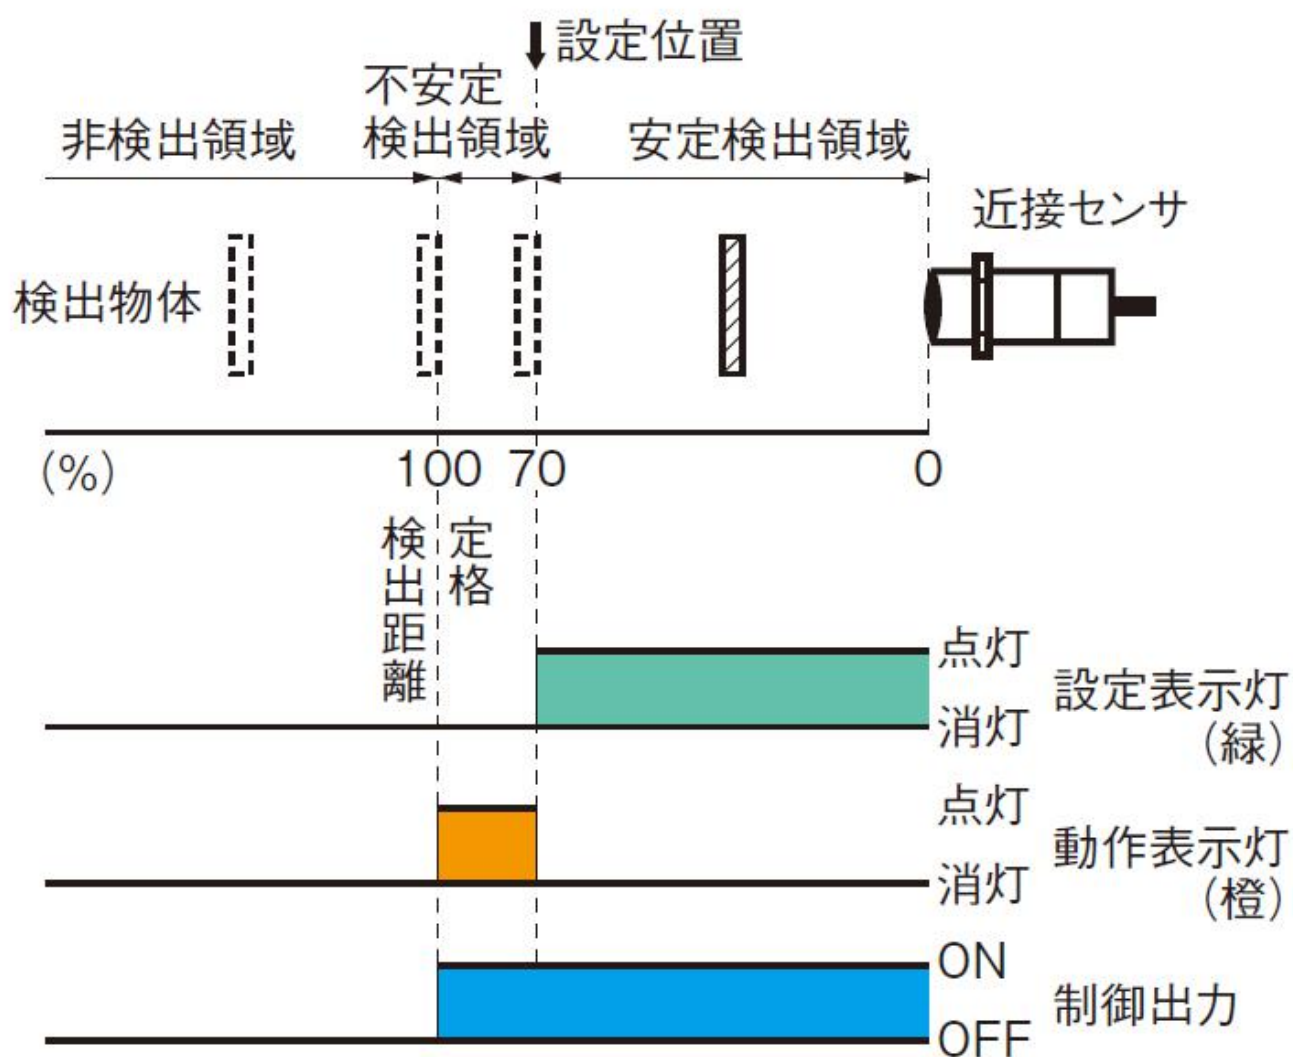 設定位置
不安定
検出領域
非検出領域
安定検出領域
近接センサ
検出物体
(%)
100
70
0
定格
検出距離
点灯
消灯
設定表示灯
(緑)
点灯
消灯
動作表示灯
(橙)
ON
OFF
制御出力